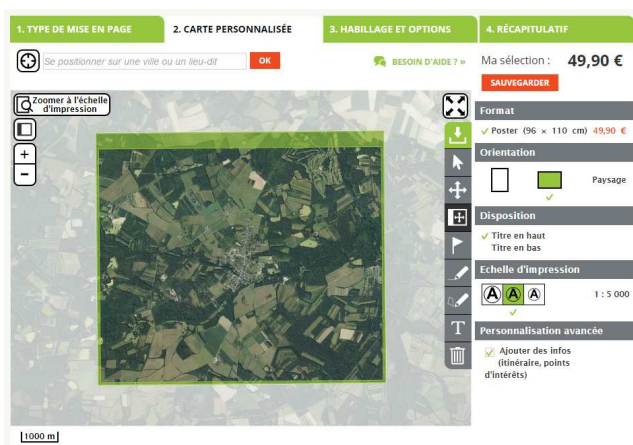 1. TYPE DE MISE EN PAGE
2. CARTE PERSONNALISÉE
3. HABILLAGE ET OPTIONS
4. RÉCAPITULATIF
Se positionner sur une ville ou un lieu-dit
OK
BESOIN D'AIDE ? »
Ma sélection :
49,90 €
SAUVEGARDER
Zoomer à l'échelle
d'impression
+
−
T
Format
Poster (96 × 110 cm) 49,90 €
Orientation
Paysage
Disposition
Titre en haut
Titre en bas
Echelle d'impression
A A A
1 : 5 000
Personnalisation avancée
Ajouter des infos
(itinéraire, points
d'intérêts)
1000 m